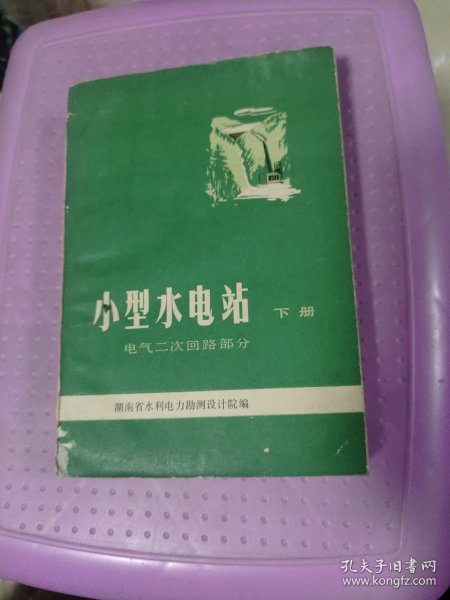 小型水电站 下册
电气二次回路部分
湖南省水利电力勘测设计院编
孔夫子旧书网
www.kongfz.com